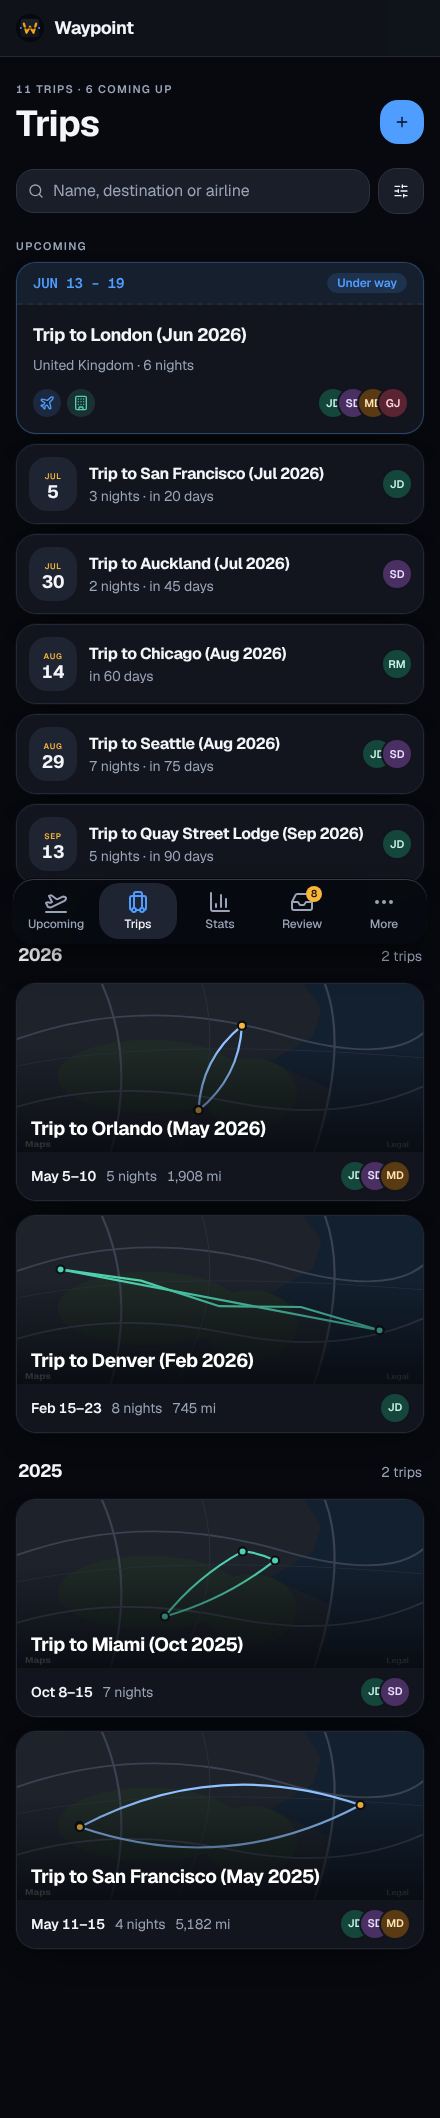 Waypoint
11 TRIPS · 6 COMING UP
Trips
Name, destination or airline
UPCOMING
JUN 13 – 19
Under way
Trip to London (Jun 2026)
United Kingdom · 6 nights
JD SD MD GJ
JUL
5
Trip to San Francisco (Jul 2026)
3 nights · in 20 days
JD
JUL
30
Trip to Auckland (Jul 2026)
2 nights · in 45 days
SD
AUG
14
Trip to Chicago (Aug 2026)
in 60 days
RM
AUG
29
Trip to Seattle (Aug 2026)
7 nights · in 75 days
JD SD
SEP
13
Trip to Quay Street Lodge (Sep 2026)
5 nights · in 90 days
JD
Upcoming
Trips
Stats
8
Review
More
2026
2 trips
Trip to Orlando (May 2026)
Maps
Legal
May 5–10 5 nights 1,908 mi
JD SD MD
Trip to Denver (Feb 2026)
Maps
Legal
Feb 15–23 8 nights 745 mi
JD
2025
2 trips
Trip to Miami (Oct 2025)
Maps
Legal
Oct 8–15 7 nights
JD SD
Trip to San Francisco (May 2025)
Maps
Legal
May 11–15 4 nights 5,182 mi
JD SD MD